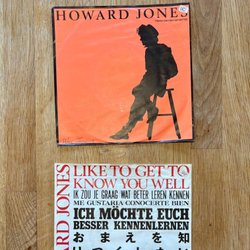 HOWARD JONES
HOWARD JONES
LIKE TO GET TO
KNOW YOU WELL
IK ZOU JE GRAAG WAT BETER LEREN KENNEN
ME GUSTARIA CONOCERTE BIEN
ICH MÖCHTE EUCH
BESSER KENNENLERNEN
おまえを知